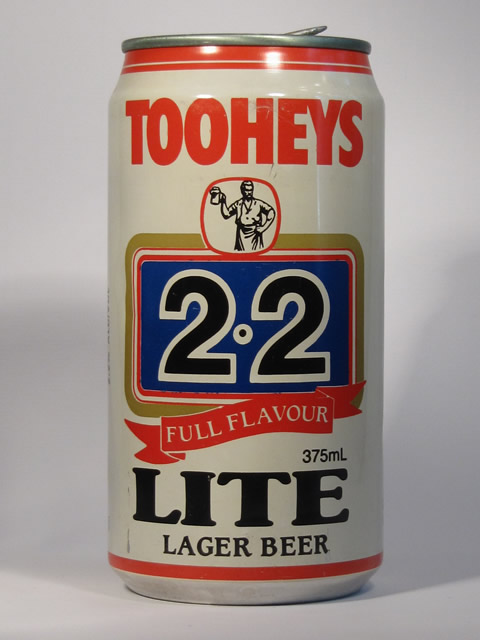 TOOHEYS
2.2
FULL FLAVOUR
375mL
LITE
LAGER BEER